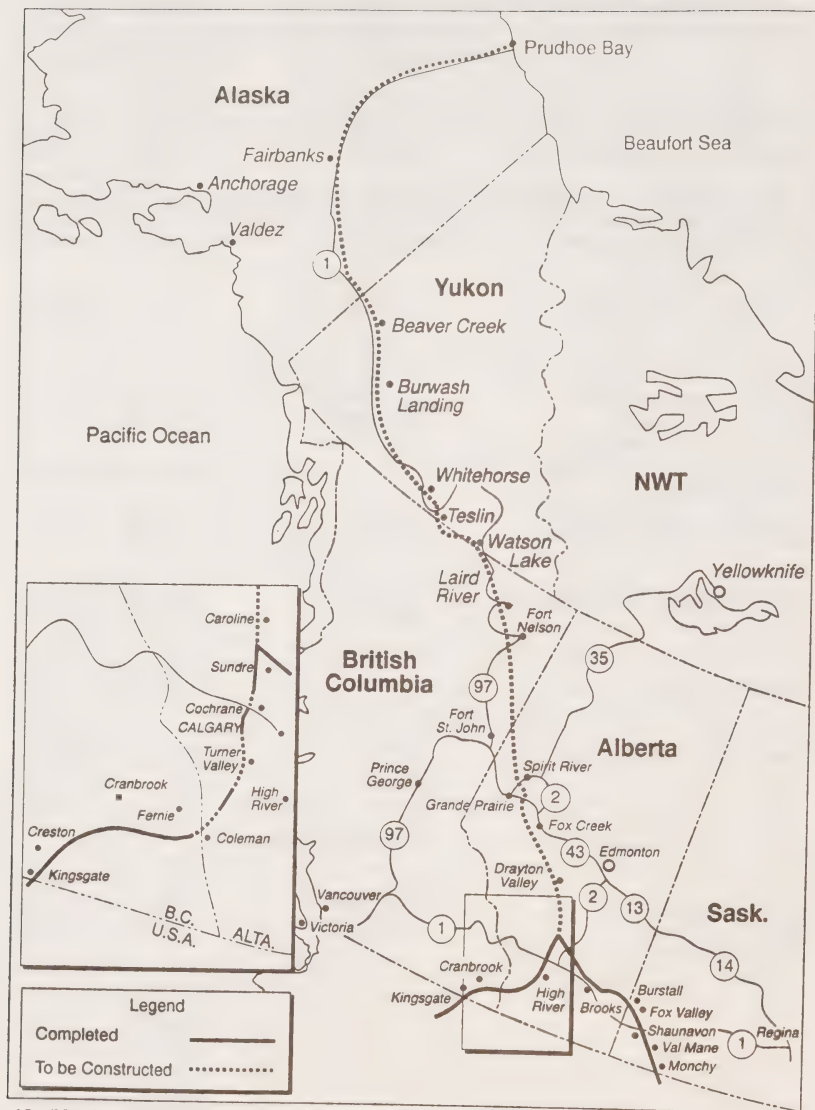 Prudhoe Bay
Alaska
Beaufort Sea
Fairbanks
Anchorage
Valdez
1
Yukon
Beaver Creek
Burwash
Landing
Pacific Ocean
Whitehorse
NWT
Teslin
Watson
Lake
Yellowknife
Laird
River
Fort
Nelson
35
British
Columbia
97
Fort
St. John
Alberta
Prince
George
Spirit River
2
Grande Prairie
Fox Creek
97
43
Edmonton
Drayton
Valley
2
13
Sask.
Vancouver
Victoria
1
14
Cranbrook
Kingsgate
High
River
Brooks
Burstall
Fox Valley
Shaunavon
Regina
1
Val Mane
Monchy
Caroline
Sundre
Cochrane
CALGARY
Turner
Valley
Cranbrook
High
River
Fernie
Creston
Coleman
Kingsgate
B.C.
U.S.A.
ALTA.
Legend
Completed
To be Constructed